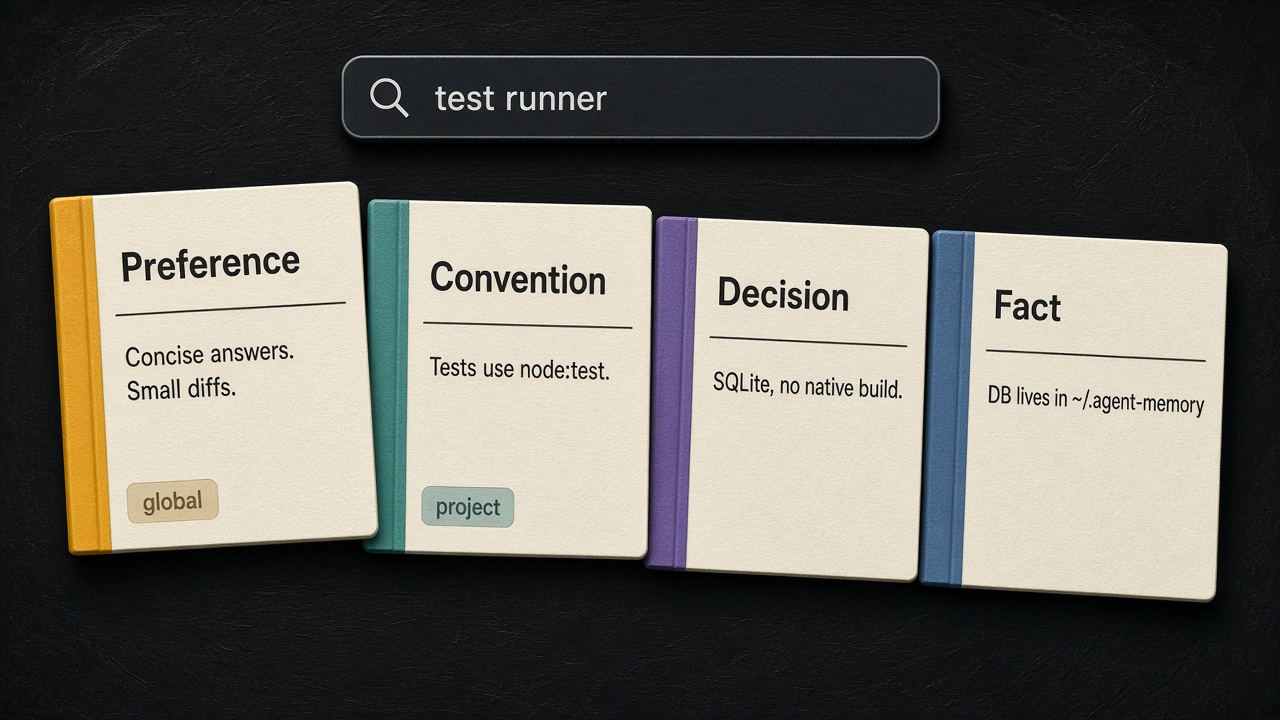 test runner
Preference
Concise answers.
Small diffs.
global
Convention
Tests use node:test.
project
Decision
SQLite, no native build.
Fact
DB lives in ~/.agent-memory